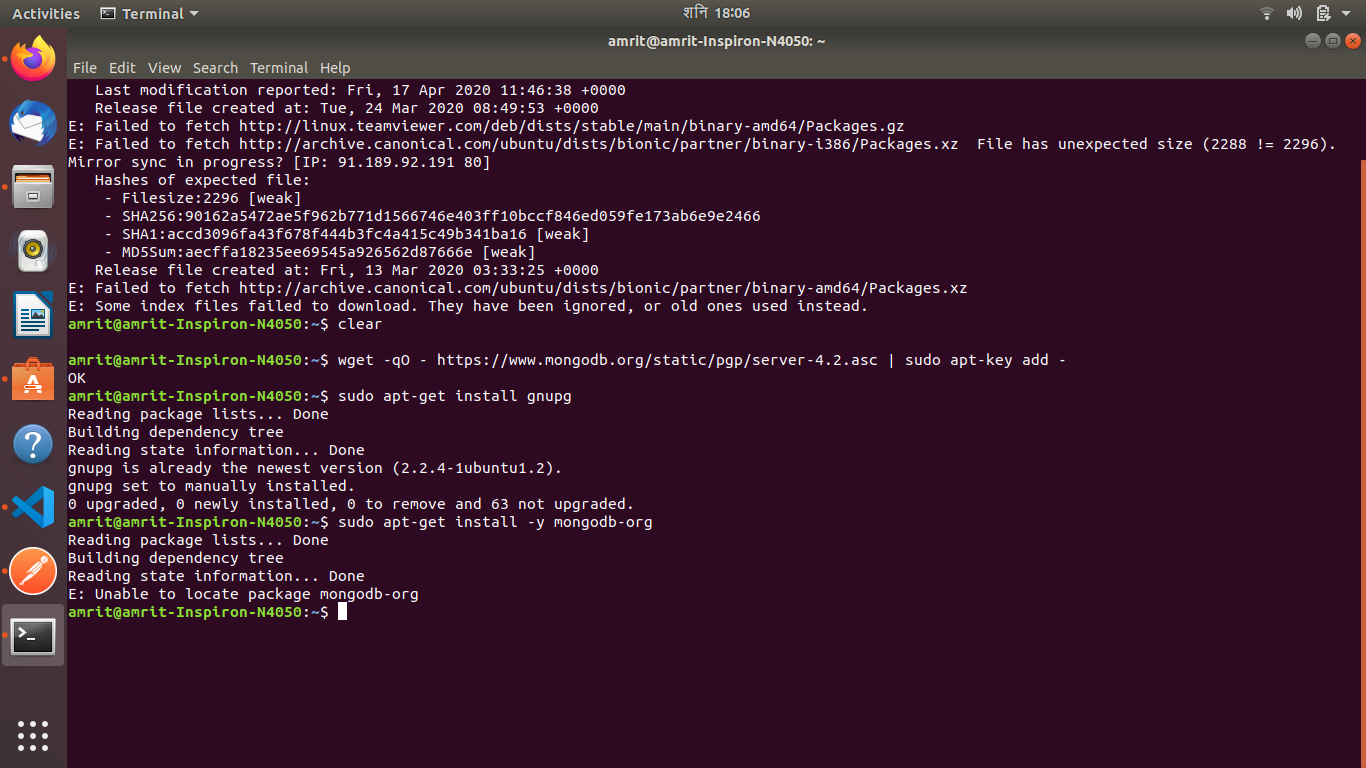 Activities
Terminal
शनि 18:06
amrit@amrit-Inspiron-N4050: ~
File Edit View Search Terminal Help
Last modification reported: Fri, 17 Apr 2020 11:46:38 +0000
Release file created at: Tue, 24 Mar 2020 08:49:53 +0000
E: Failed to fetch http://linux.teamviewer.com/deb/dists/stable/main/binary-amd64/Packages.gz
E: Failed to fetch http://archive.canonical.com/ubuntu/dists/bionic/partner/binary-i386/Packages.xz  File has unexpected size (2288 != 2296).
Mirror sync in progress? [IP: 91.189.92.191 80]
Hashes of expected file:
- Filesize:2296 [weak]
- SHA256:90162a5472ae5f962b771d1566746e403ff10bccf846ed059fe173ab6e9e2466
- SHA1:accd3096fa43f678f444b3fc4a415c49b341ba16 [weak]
- MD5Sum:aecffa18235ee69545a926562d87666e [weak]
Release file created at: Fri, 13 Mar 2020 03:33:25 +0000
E: Failed to fetch http://archive.canonical.com/ubuntu/dists/bionic/partner/binary-amd64/Packages.xz
E: Some index files failed to download. They have been ignored, or old ones used instead.
amrit@amrit-Inspiron-N4050:~$ clear
amrit@amrit-Inspiron-N4050:~$ wget -qO - https://www.mongodb.org/static/pgp/server-4.2.asc | sudo apt-key add -
OK
amrit@amrit-Inspiron-N4050:~$ sudo apt-get install gnupg
Reading package lists... Done
Building dependency tree
Reading state information... Done
gnupg is already the newest version (2.2.4-1ubuntu1.2).
gnupg set to manually installed.
0 upgraded, 0 newly installed, 0 to remove and 63 not upgraded.
amrit@amrit-Inspiron-N4050:~$ sudo apt-get install -y mongodb-org
Reading package lists... Done
Building dependency tree
Reading state information... Done
E: Unable to locate package mongodb-org
amrit@amrit-Inspiron-N4050:~$